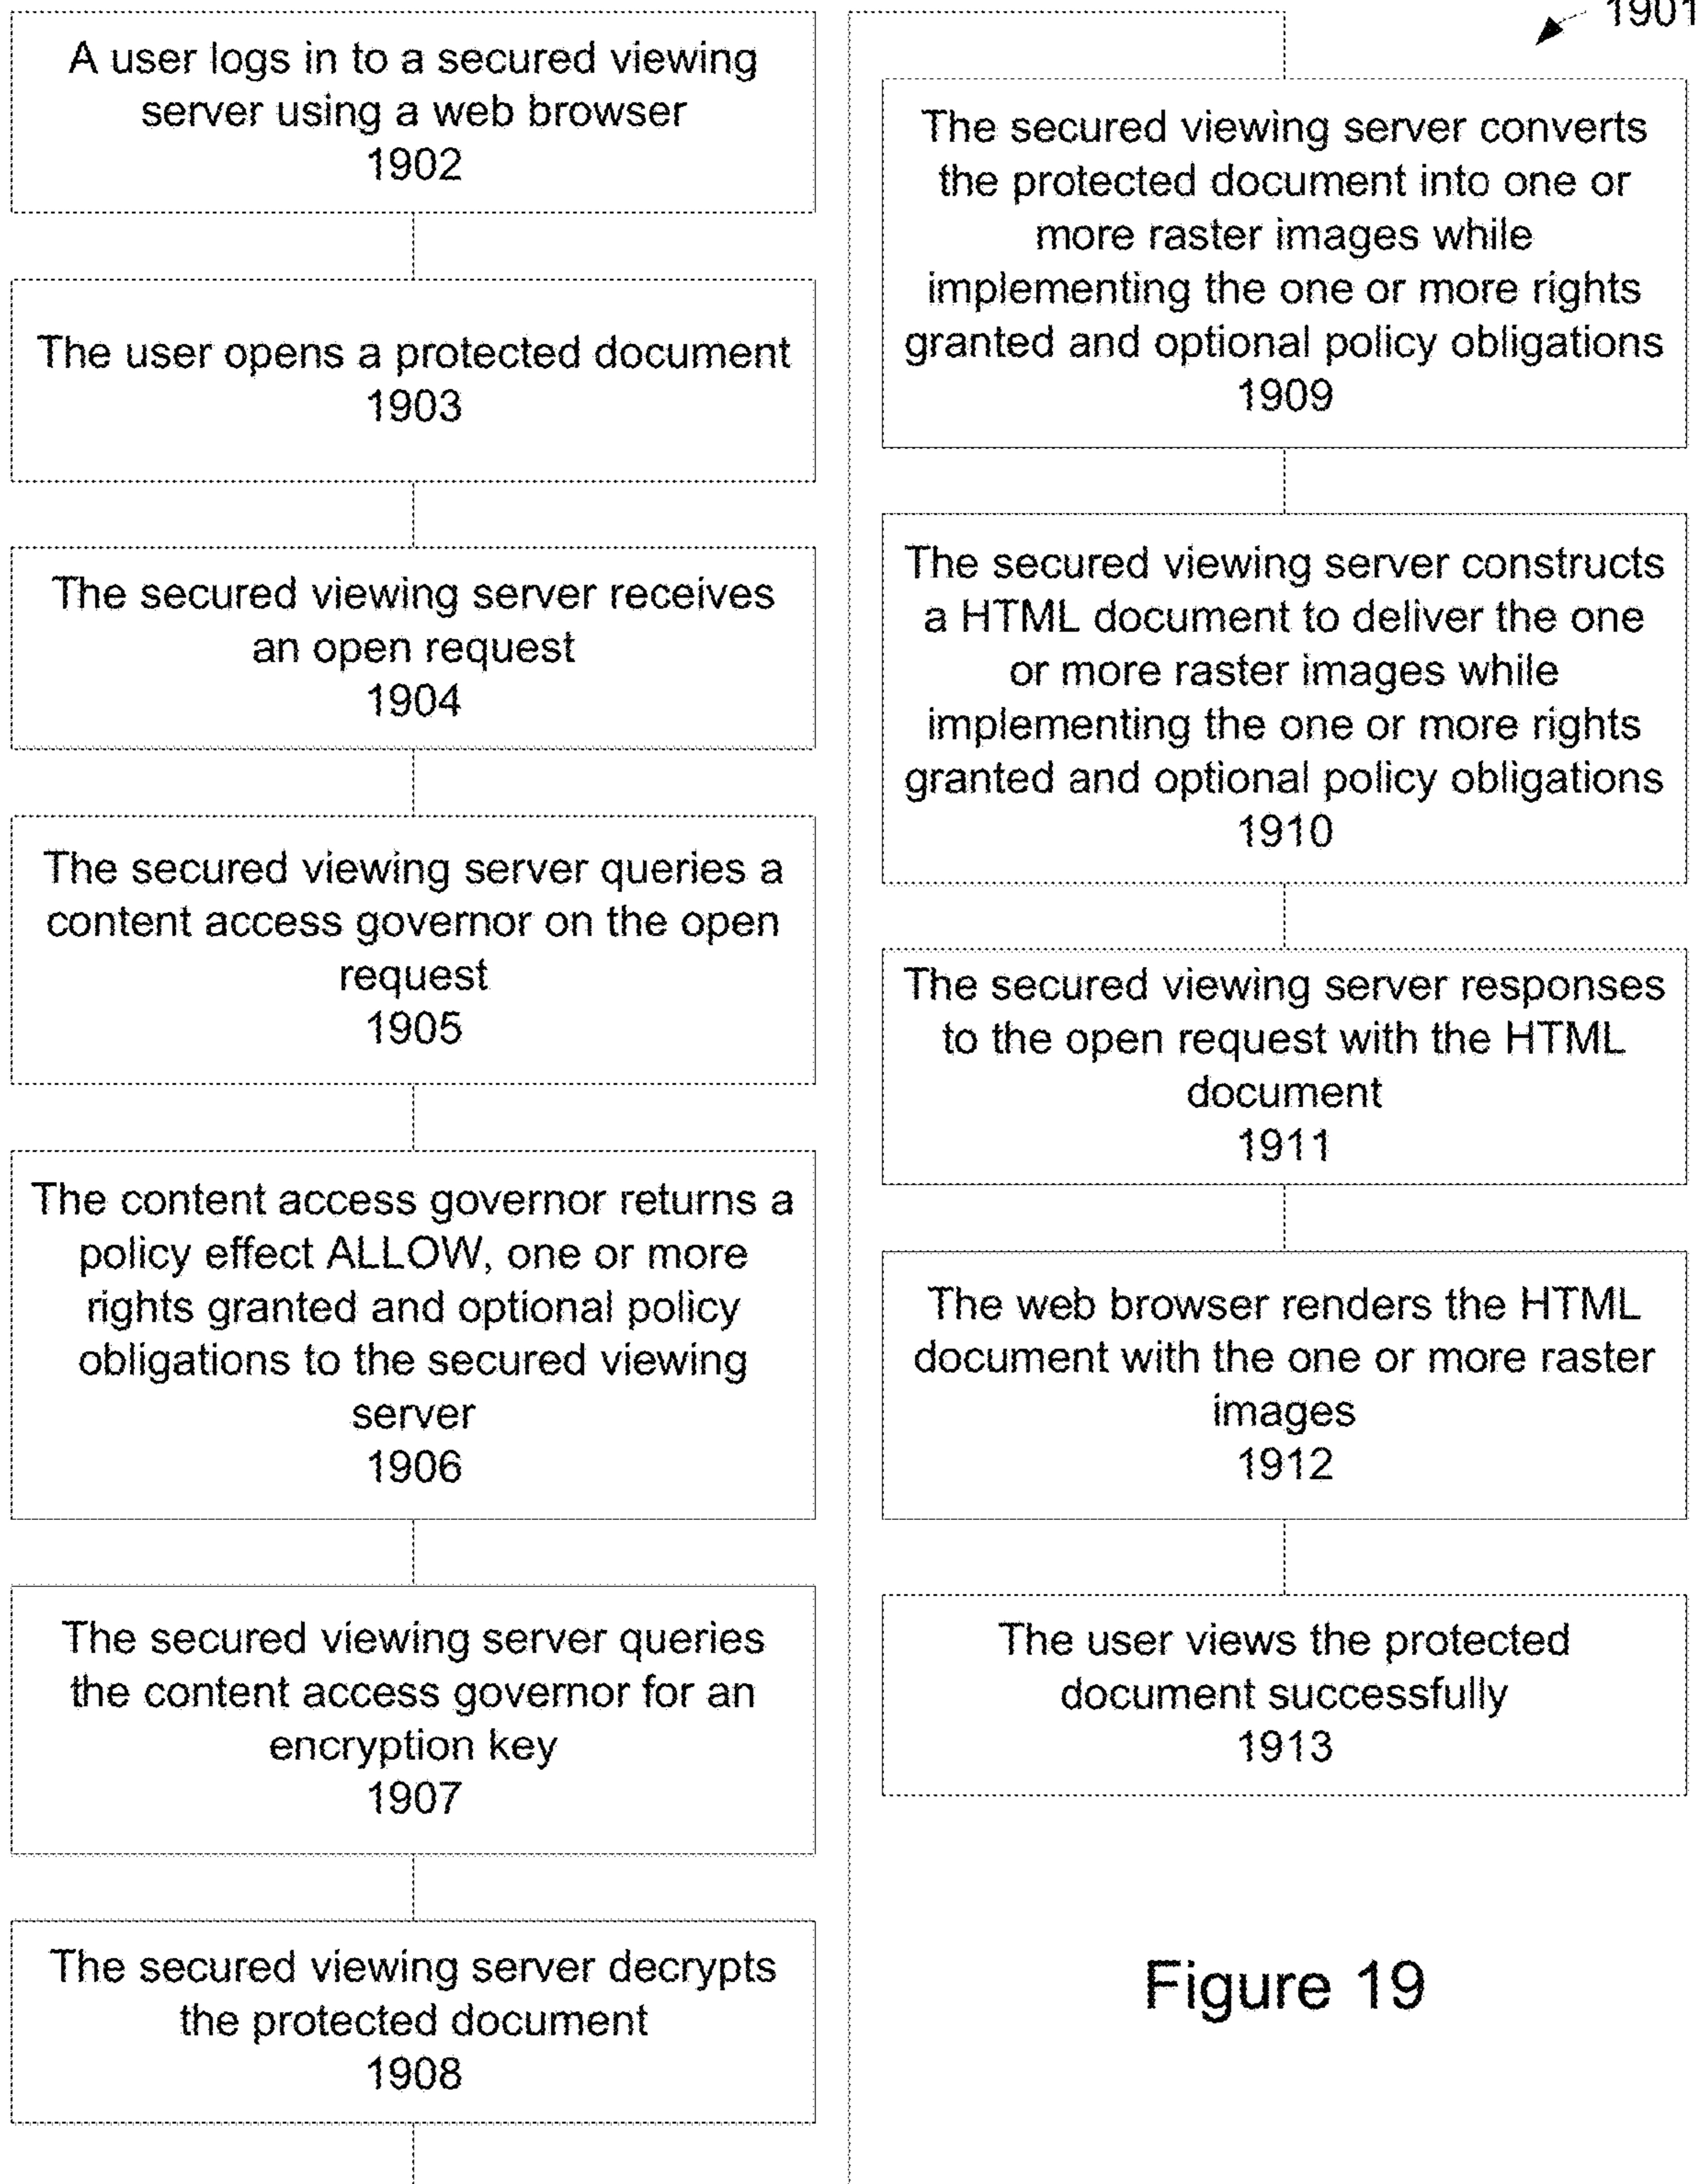 A user logs in to a secured viewing
server using a web browser
1902
The user opens a protected document
1903
The secured viewing server receives
an open request
1904
The secured viewing server queries a
content access governor on the open
request
1905
The content access governor returns a
policy effect ALLOW, one or more
rights granted and optional policy
obligations to the secured viewing
server
1906
The secured viewing server queries
the content access governor for an
encryption key
1907
The secured viewing server decrypts
the protected document
1908
1901
The secured viewing server converts
the protected document into one or
more raster images while
implementing the one or more rights
granted and optional policy obligations
1909
The secured viewing server constructs
a HTML document to deliver the one
or more raster images while
implementing the one or more rights
granted and optional policy obligations
1910
The secured viewing server responses
to the open request with the HTML
document
1911
The web browser renders the HTML
document with the one or more raster
images
1912
The user views the protected
document successfully
1913
Figure 19